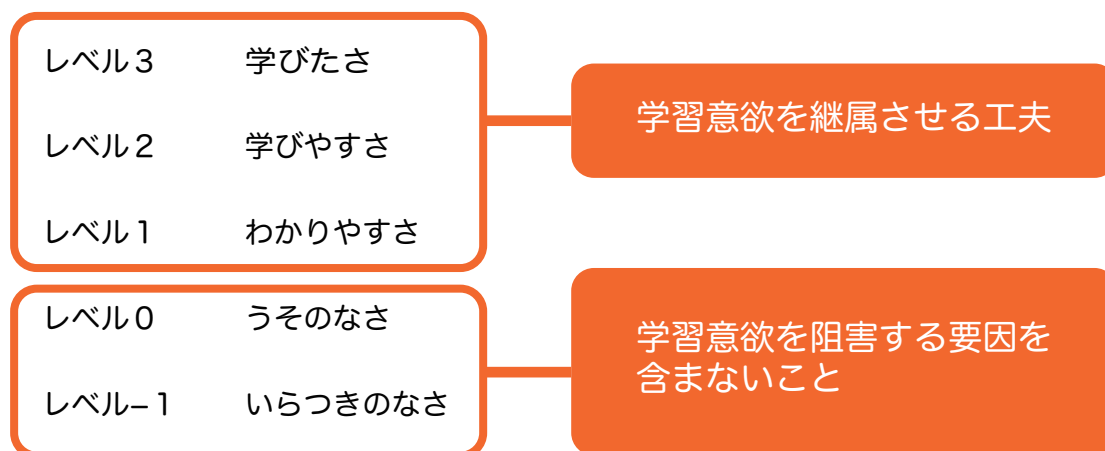 レベル3 学びたさ
レベル2 学びやすさ
レベル1 わかりやすさ
学習意欲を継属させる工夫
レベル0 うそのなさ
レベル−1 いらつきのなさ
学習意欲を阻害する要因を
含まないこと